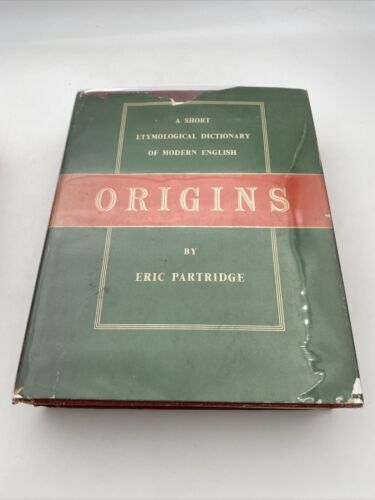 A SHORT
ETYMOLOGICAL DICTIONARY
OF MODERN ENGLISH
ORIGINS
BY
ERIC PARTRIDGE